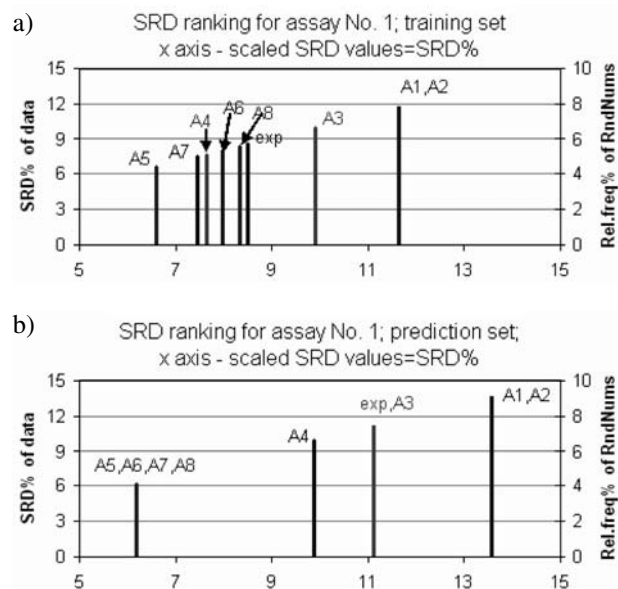 a)
SRD ranking for assay No. 1; training set
x axis - scaled SRD values=SRD%
SRD% of data
15
12
9
6
3
0
A5
A7
A4
A6
A8
exp
A3
A1,A2
10
8
6
4
2
0
Rel.freq% of RndNums
5 7 9 11 13 15
b)
SRD ranking for assay No. 1; prediction set;
x axis - scaled SRD values=SRD%
SRD% of data
15
12
9
6
3
0
A5,A6,A7,A8
A4
exp,A3
A1,A2
10
8
6
4
2
0
Rel.freq% of RndNums
5 7 9 11 13 15